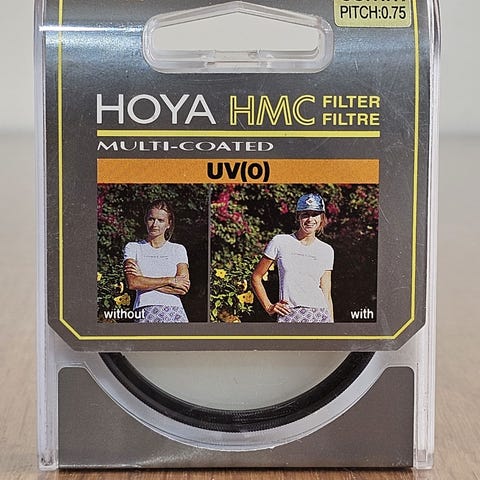 PITCH:0.75
HOYA HMC FILTER
FILTRE
MULTI-COATED
UV(0)
without
with